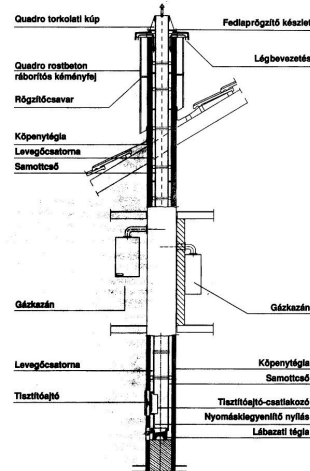 Quadro torkolati kúp
Fedlaprögzítő készlet
Légbevezetés
Quadro rostbeton
ráborítós kéményfej
Rögzítőcsavar
Köpenytégla
Levegőcsatorna
Samottcső
Gázkazán
Gázkazán
Levegőcsatorna
Köpenytégla
Samottcső
Tisztítóajtó
Tisztítóajtó-csatlakozó
Nyomáskiegyenlítő nyílás
Lábazati tégla